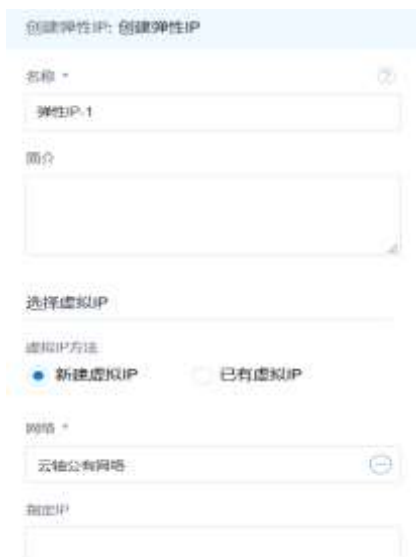 创建弹性IP: 创建弹性IP
名称 *
弹性IP-1
简介
选择虚拟IP
虚拟IP方法
新建虚拟IP 已有虚拟IP
网络 *
云轴公有网络
指定IP